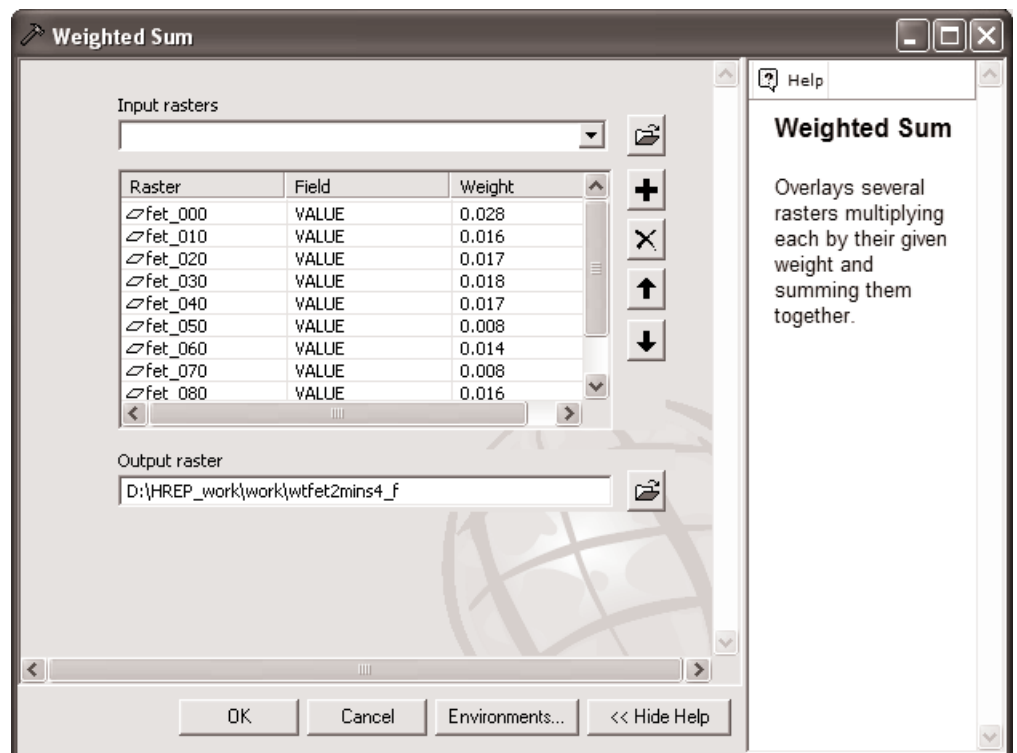 Weighted Sum
Input rasters
Raster Field Weight
fet_000 VALUE 0.028
fet_010 VALUE 0.016
fet_020 VALUE 0.017
fet_030 VALUE 0.018
fet_040 VALUE 0.017
fet_050 VALUE 0.008
fet_060 VALUE 0.014
fet_070 VALUE 0.008
fet_080 VALUE 0.016
Output raster
D:\HREP_work\work\wtfet2mins4_f
OK Cancel Environments... << Hide Help
Help
Weighted Sum
Overlays several
rasters multiplying
each by their given
weight and
summing them
together.